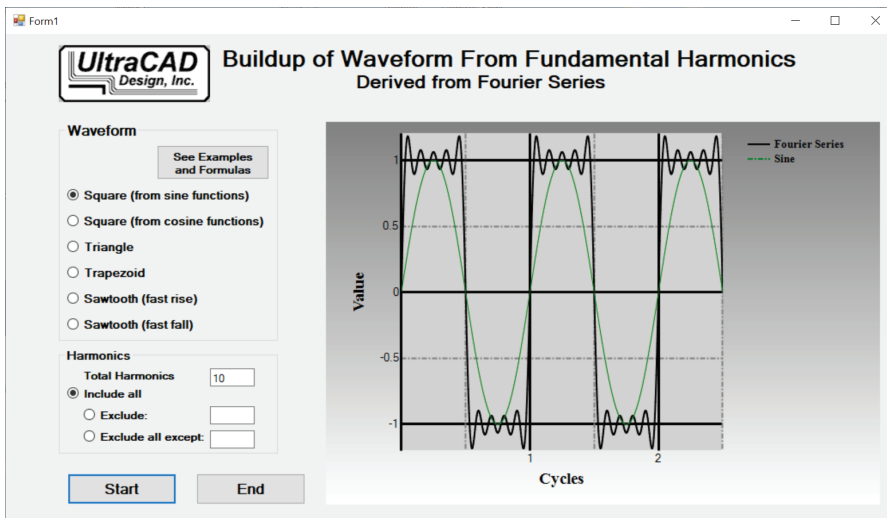 Form1
UltraCAD
Design, Inc.
Buildup of Waveform From Fundamental Harmonics
Derived from Fourier Series
Waveform
See Examples
and Formulas
Square (from sine functions)
Square (from cosine functions)
Triangle
Trapezoid
Sawtooth (fast rise)
Sawtooth (fast fall)
Harmonics
Total Harmonics 10
Include all
Exclude:
Exclude all except:
Start
End
Fourier Series
Sine
Value
1
0.5
0
-0.5
-1
1 2
Cycles